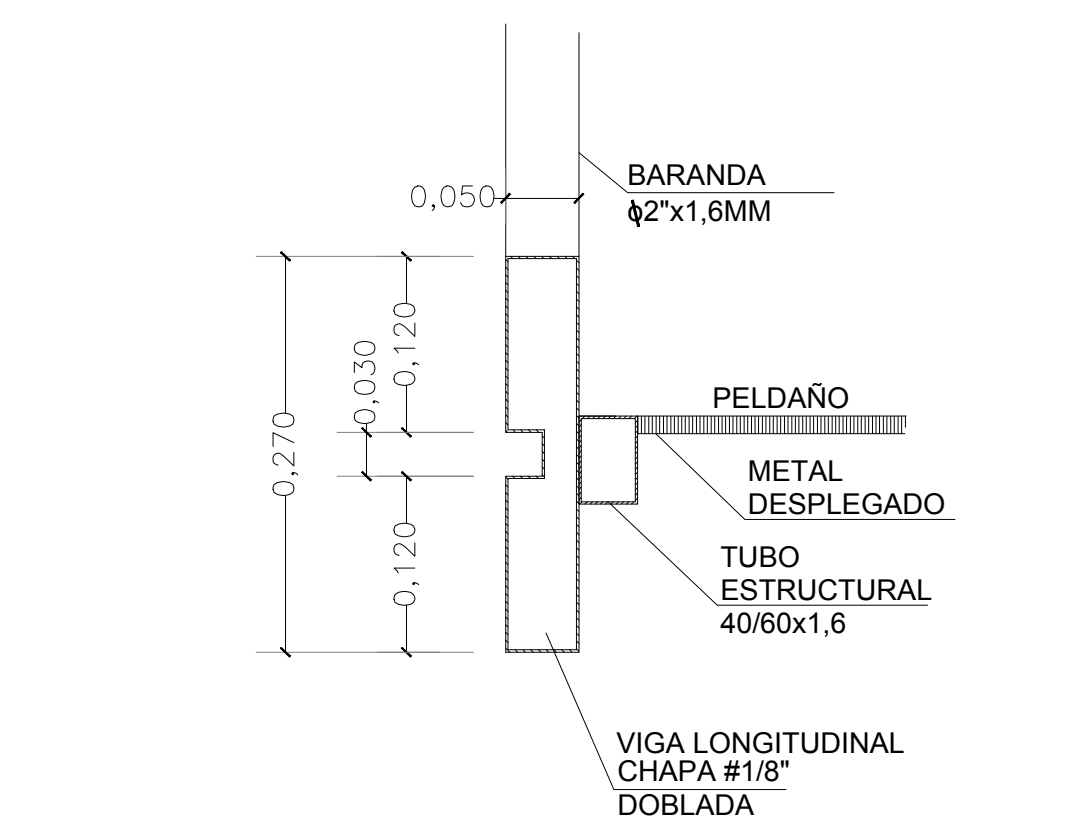 BARANDA
ϕ2"x1,6MM
0,050
0,120
0,030
0,270
0,120
PELDAÑO
METAL
DESPLEGADO
TUBO
ESTRUCTURAL
40/60x1,6
VIGA LONGITUDINAL
CHAPA #1/8"
DOBLADA